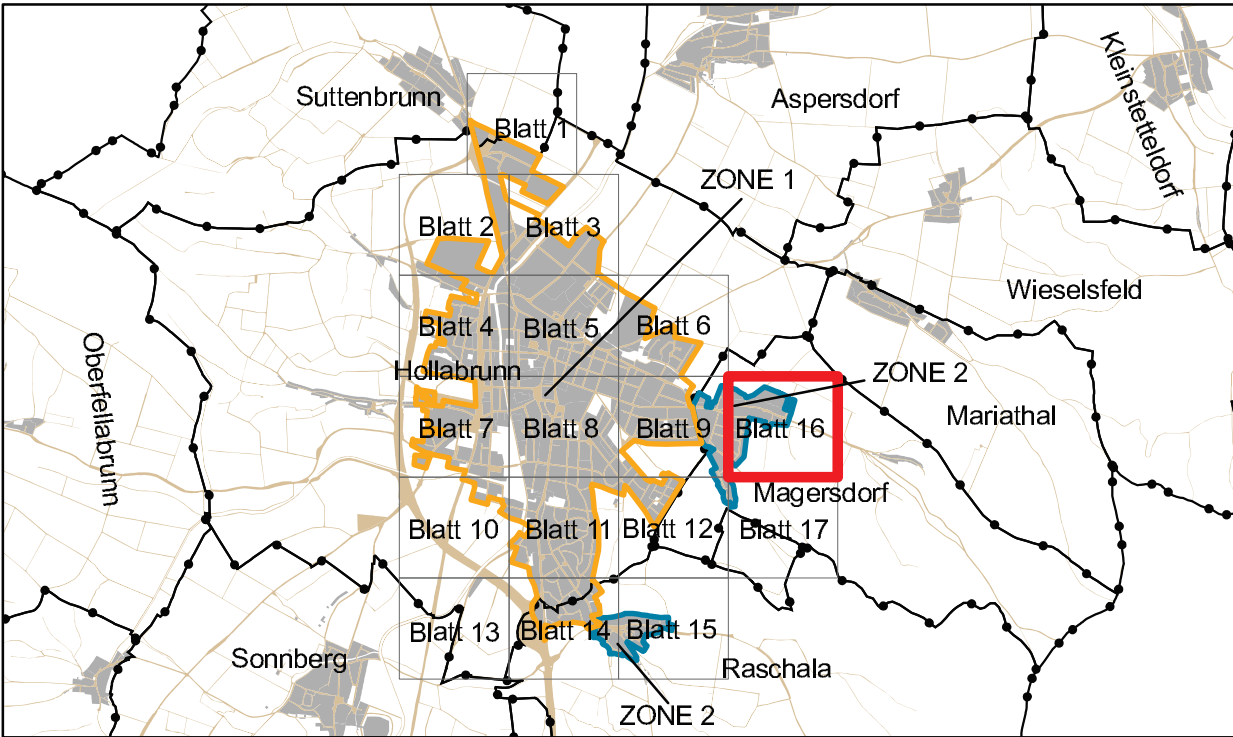 Kleinstetteldorf
Suttenbrunn
Aspersdorf
Blatt 1
ZONE 1
Blatt 2
Blatt 3
Wieselsfeld
Blatt 4
Blatt 5
Blatt 6
Oberfellabrunn
Hollabrunn
ZONE 2
Mariathal
Blatt 7
Blatt 8
Blatt 9
Blatt 16
Magersdorf
Blatt 10
Blatt 11
Blatt 12
Blatt 17
Blatt 13
Blatt 14
Blatt 15
Sonnberg
Raschala
ZONE 2